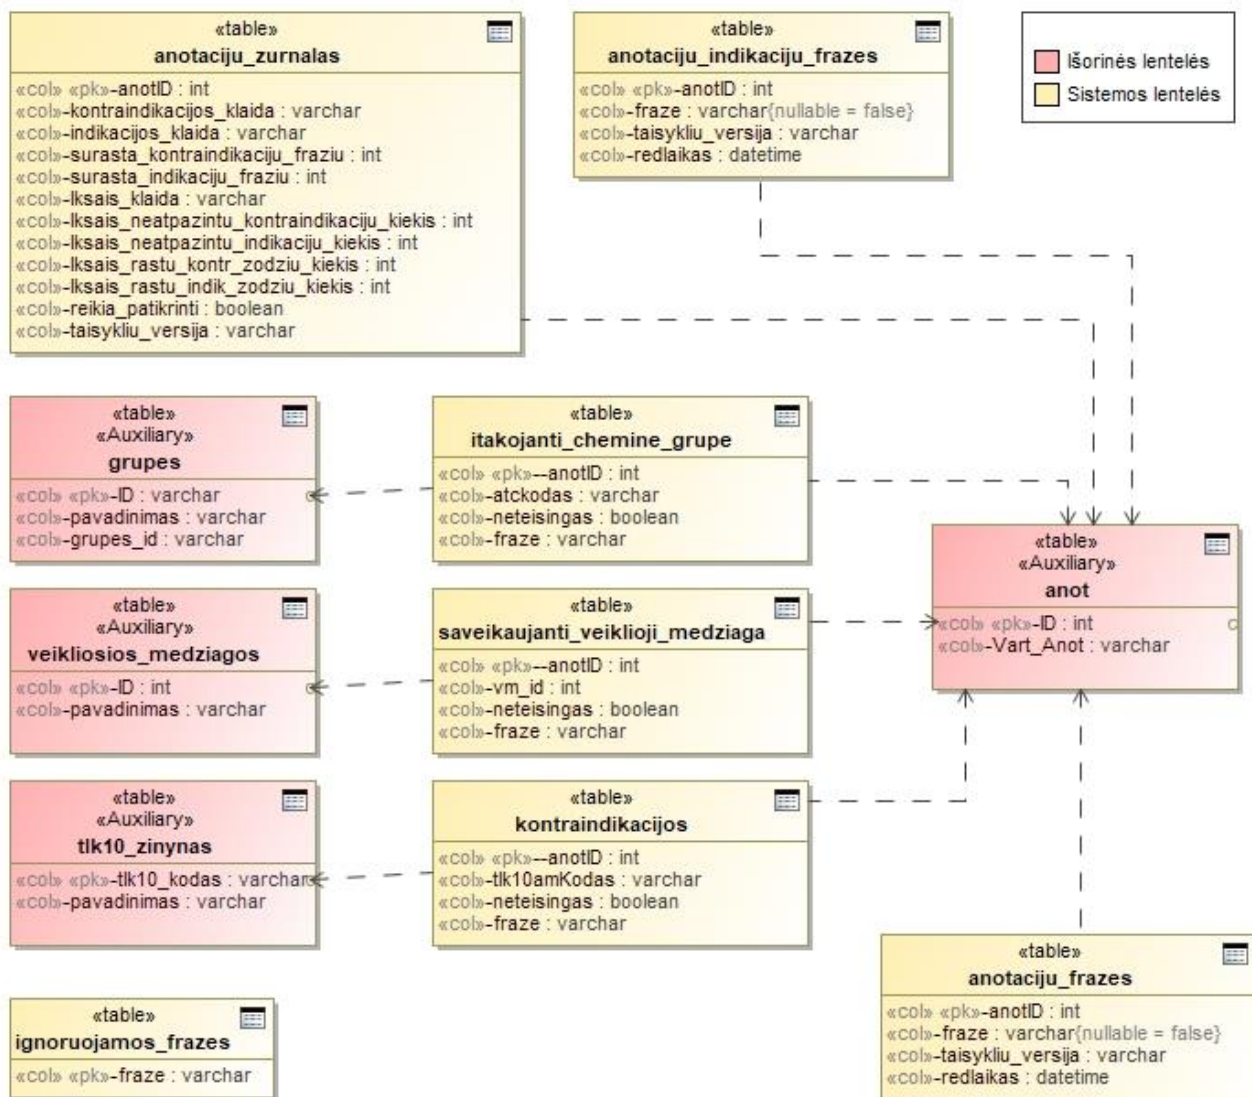 «table»
anotaciju_zurnalas
«col» «pk»-anotID : int
«col»-kontraindikacijos_klaida : varchar
«col»-indikacijos_klaida : varchar
«col»-surasta_kontraindikaciju_fraziu : int
«col»-surasta_indikaciju_fraziu : int
«col»-lksais_klaida : varchar
«col»-lksais_neatpazintu_kontraindikaciju_kiekis : int
«col»-lksais_neatpazintu_indikaciju_kiekis : int
«col»-lksais_rastu_kontr_zodziu_kiekis : int
«col»-lksais_rastu_indik_zodziu_kiekis : int
«col»-reikia_patikrinti : boolean
«col»-taisykliu_versija : varchar
«table»
anotaciju_indikaciju_frazes
«col» «pk»-anotID : int
«col»-fraze : varchar{nullable = false}
«col»-taisykliu_versija : varchar
«col»-redlaikas : datetime
Išorinės lentelės
Sistemos lentelės
«table»
«Auxiliary»
grupes
«col» «pk»-ID : varchar
«col»-pavadinimas : varchar
«col»-grupes_id : varchar
«table»
itakojanti_chemine_grupe
«col» «pk»--anotID : int
«col»-atckodas : varchar
«col»-neteisingas : boolean
«col»-fraze : varchar
«table»
«Auxiliary»
anot
«col» «pk»-ID : int
«col»-Vart_Anot : varchar
«table»
«Auxiliary»
veikliosios_medziagos
«col» «pk»-ID : int
«col»-pavadinimas : varchar
«table»
saveikaujanti_veiklioji_medziaga
«col» «pk»--anotID : int
«col»-vm_id : int
«col»-neteisingas : boolean
«col»-fraze : varchar
«table»
«Auxiliary»
tlk10_zinynas
«col» «pk»-tlk10_kodas : varchar
«col»-pavadinimas : varchar
«table»
kontraindikacijos
«col» «pk»--anotID : int
«col»-tlk10amKodas : varchar
«col»-neteisingas : boolean
«col»-fraze : varchar
«table»
anotaciju_frazes
«col» «pk»-anotID : int
«col»-fraze : varchar{nullable = false}
«col»-taisykliu_versija : varchar
«col»-redlaikas : datetime
«table»
ignoruojamos_frazes
«col» «pk»-fraze : varchar